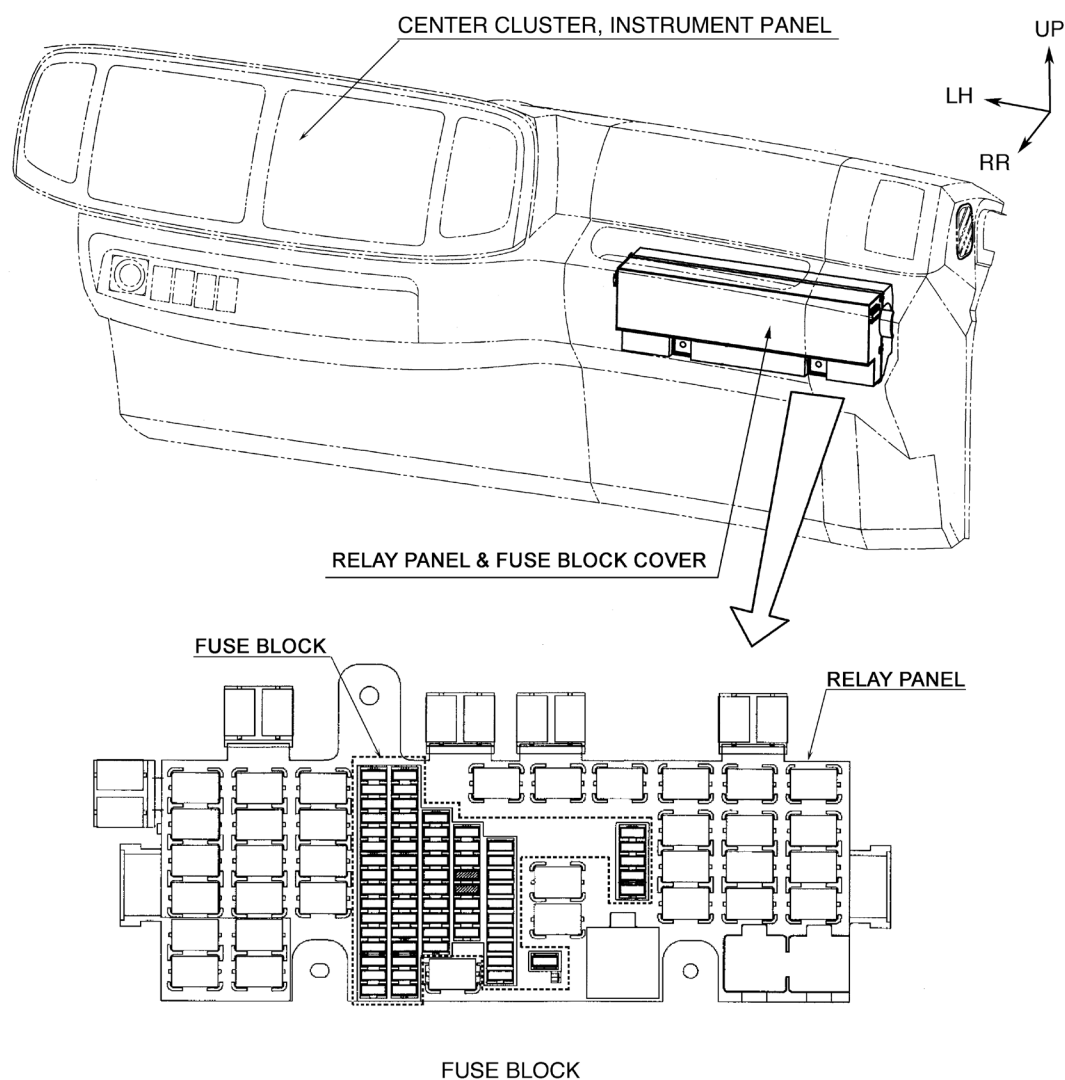 CENTER CLUSTER, INSTRUMENT PANEL
UP
LH
RR
RELAY PANEL & FUSE BLOCK COVER
FUSE BLOCK
RELAY PANEL
FUSE BLOCK